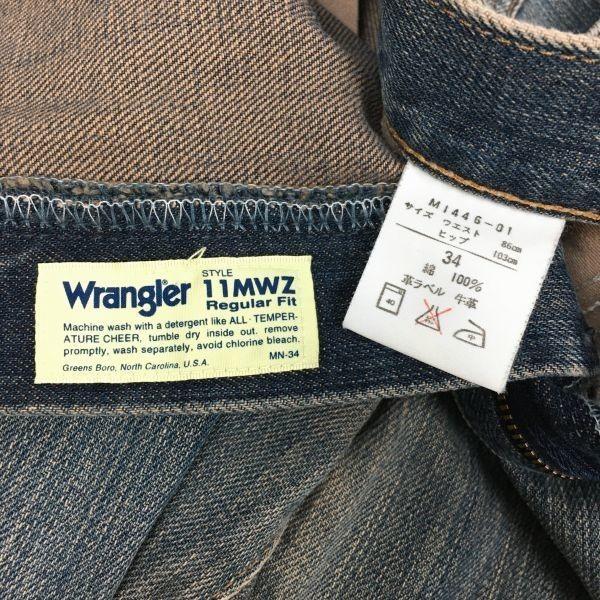 STYLE
Wrangler 11MWZ
Regular Fit
Machine wash with a detergent like ALL·TEMPER-
ATURE CHEER, tumble dry inside out. remove
promptly, wash separately, avoid chlorine bleach.
MN-34
Greens Boro, North Carolina, U.S.A.
M1446-01
サイズ ウエスト 86cm
ヒップ 103cm
34
綿 100%
革ラベル 牛革
40 中